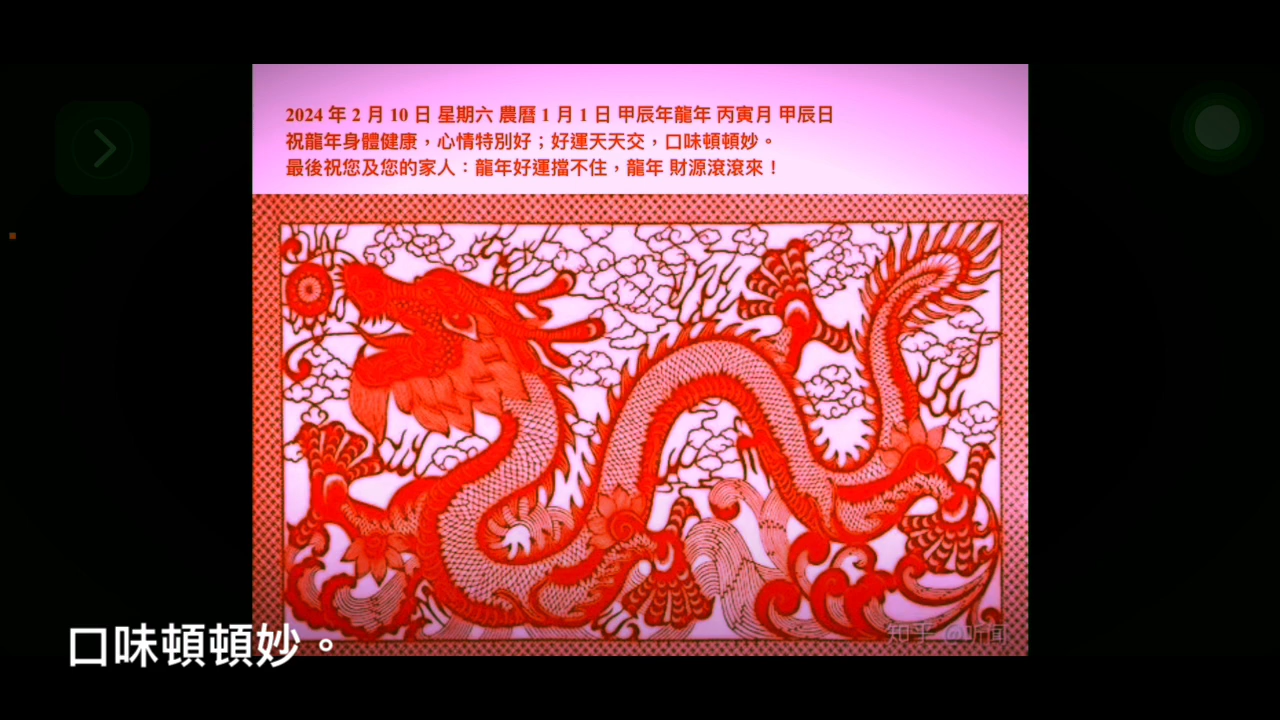 2024 年 2 月 10 日 星期六 農曆 1 月 1 日 甲辰年龍年 丙寅月 甲辰日
祝龍年身體健康，心情特別好；好運天天交，口味頓頓妙。
最後祝您及您的家人：龍年好運擋不住，龍年 財源滾滾來！
知乎 @听闻
口味頓頓妙。